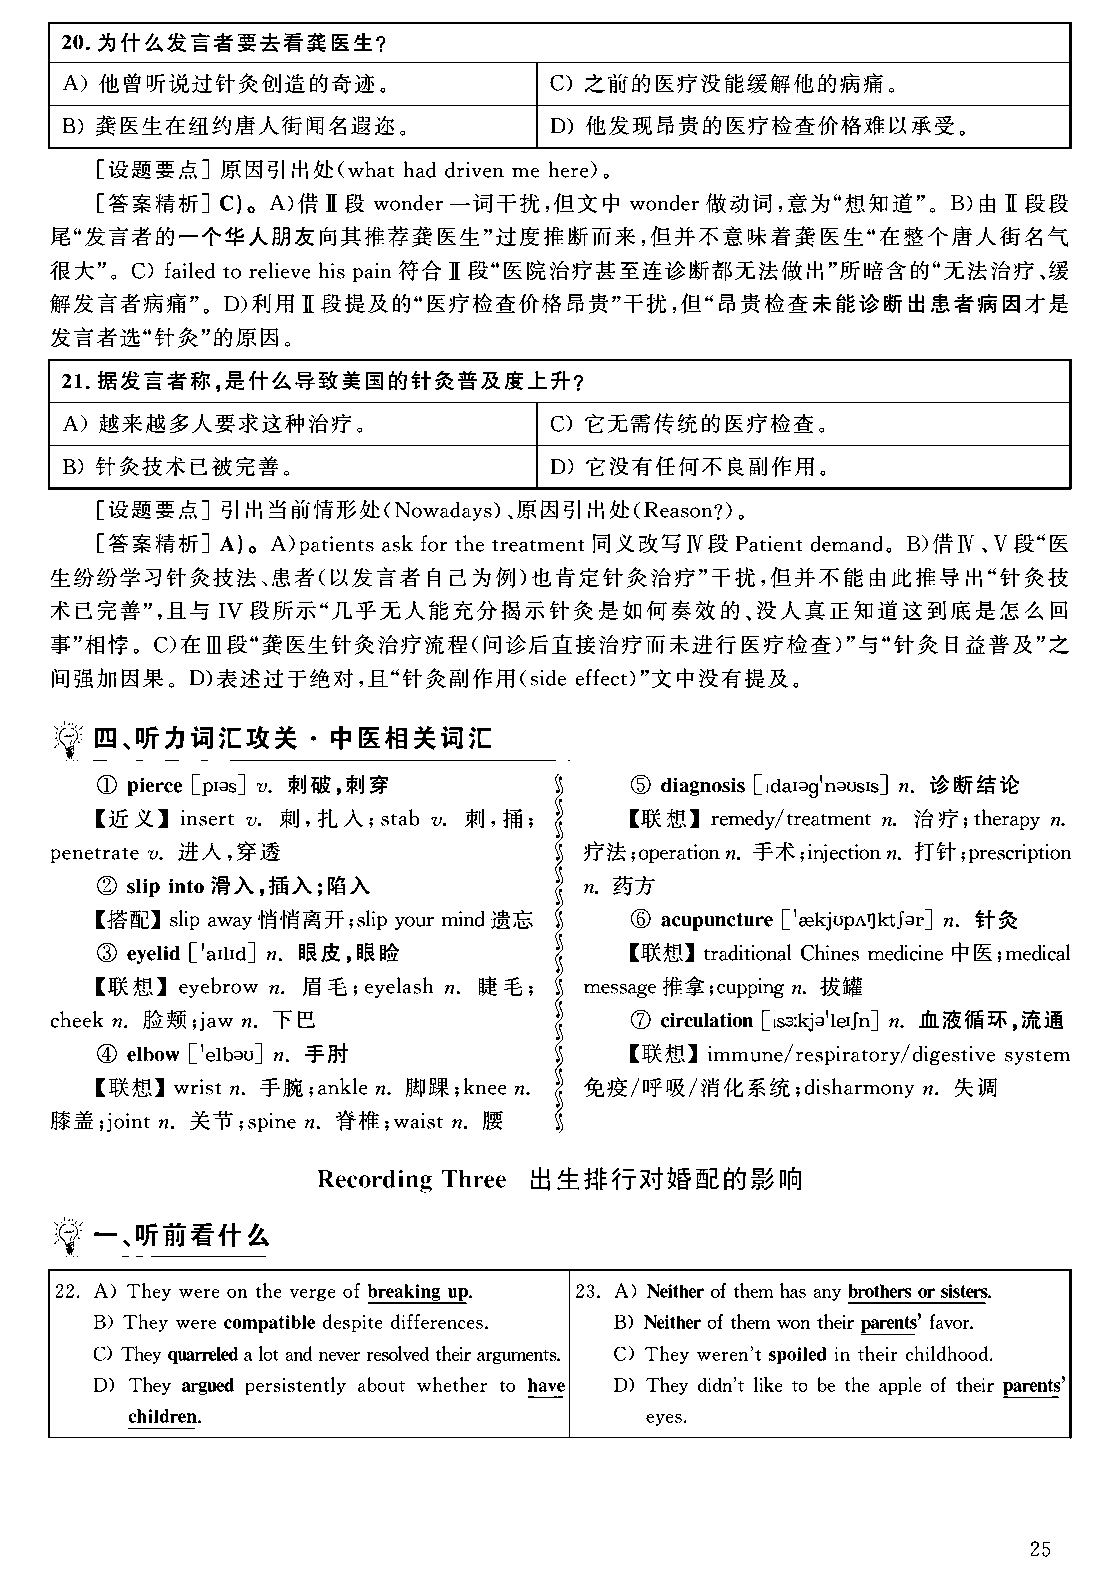 20. 为什么发言者要去看龚医生?
A) 他曾听说过针灸创造的奇迹。
C) 之前的医疗没能缓解他的病痛。
B) 龚医生在纽约唐人街闻名遐迩。
D) 他发现昂贵的医疗检查价格难以承受。
[设题要点] 原因引出处(what had driven me here)。
[答案精析] C)。A)借Ⅱ段 wonder 一词干扰,但文中 wonder 做动词,意为“想知道”。B)由Ⅱ段段
尾“发言者的一个华人朋友向其推荐龚医生”过度推断而来,但并不意味着龚医生“在整个唐人街名气
很大”。C) failed to relieve his pain 符合Ⅱ段“医院治疗甚至连诊断都无法做出”所暗含的“无法治疗、缓
解发言者病痛”。D)利用Ⅱ段提及的“医疗检查价格昂贵”干扰,但“昂贵检查未能诊断出患者病因才是
发言者选“针灸”的原因。
21. 据发言者称,是什么导致美国的针灸普及度上升?
A) 越来越多人要求这种治疗。
C) 它无需传统的医疗检查。
B) 针灸技术已被完善。
D) 它没有任何不良副作用。
[设题要点] 引出当前情形处(Nowadays)、原因引出处(Reason?)。
[答案精析] A)。A)patients ask for the treatment 同义改写Ⅳ段 Patient demand。B)借Ⅳ、Ⅴ段“医
生纷纷学习针灸技法、患者(以发言者自己为例)也肯定针灸治疗”干扰,但并不能由此推导出“针灸技
术已完善”,且与 IV 段所示“几乎无人能充分揭示针灸是如何奏效的、没人真正知道这到底是怎么回
事”相悖。C)在Ⅲ段“龚医生针灸治疗流程(问诊后直接治疗而未进行医疗检查)”与“针灸日益普及”之
间强加因果。D)表述过于绝对,且“针灸副作用(side effect)”文中没有提及。
四、听力词汇攻关·中医相关词汇
① pierce [pɪəs] v. 刺破,刺穿
【近义】insert v. 刺,扎入;stab v. 刺,捅;
penetrate v. 进入,穿透
② slip into 滑入,插入;陷入
【搭配】slip away 悄悄离开;slip your mind 遗忘
③ eyelid [ˈaɪlɪd] n. 眼皮,眼睑
【联想】eyebrow n. 眉毛;eyelash n. 睫毛;
cheek n. 脸颊;jaw n. 下巴
④ elbow [ˈelbəʊ] n. 手肘
【联想】wrist n. 手腕;ankle n. 脚踝;knee n.
膝盖;joint n. 关节;spine n. 脊椎;waist n. 腰
⑤ diagnosis [ˌdaɪəgˈnəʊsɪs] n. 诊断结论
【联想】remedy/treatment n. 治疗;therapy n.
疗法;operation n. 手术;injection n. 打针;prescription
n. 药方
⑥ acupuncture [ˈækjʊpʌŋktʃər] n. 针灸
【联想】traditional Chines medicine 中医;medical
message 推拿;cupping n. 拔罐
⑦ circulation [ˌsɜːkjəˈleɪʃn] n. 血液循环,流通
【联想】immune/respiratory/digestive system
免疫/呼吸/消化系统;disharmony n. 失调
Recording Three 出生排行对婚配的影响
一、听前看什么
22. A) They were on the verge of breaking up.
B) They were compatible despite differences.
C) They quarreled a lot and never resolved their arguments.
D) They argued persistently about whether to have
children.
23. A) Neither of them has any brothers or sisters.
B) Neither of them won their parents’ favor.
C) They weren’t spoiled in their childhood.
D) They didn’t like to be the apple of their parents’
eyes.
25